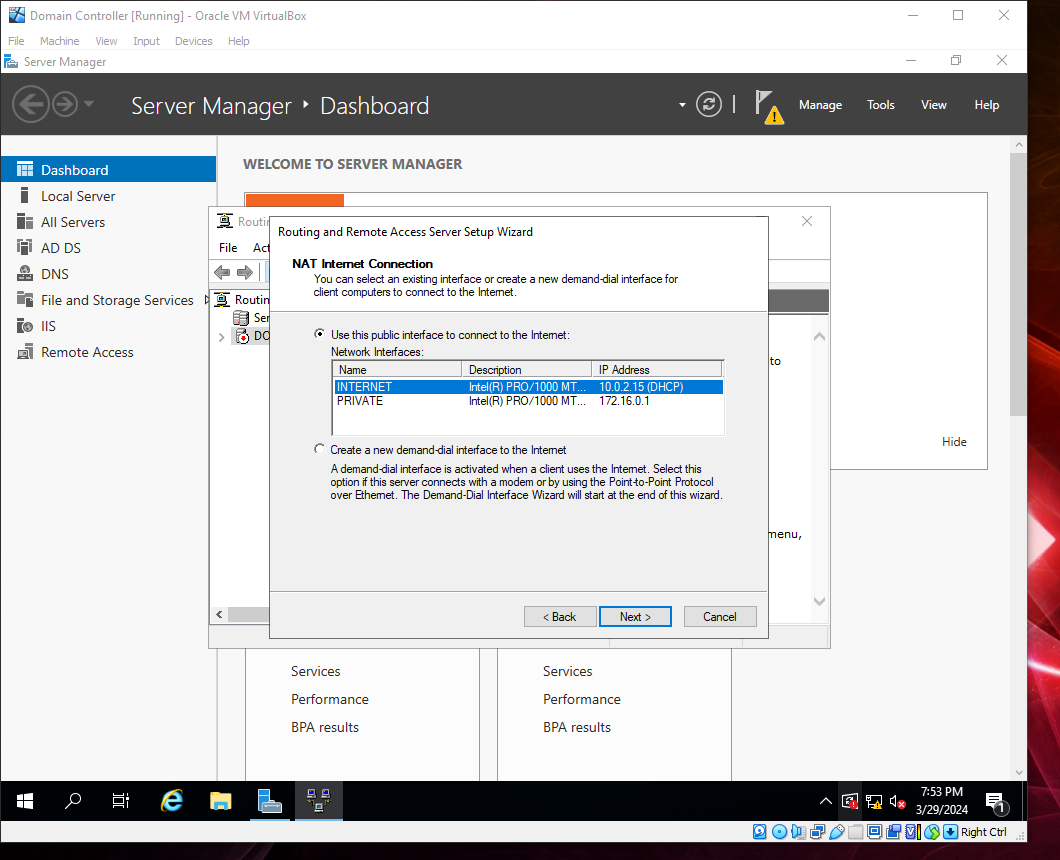 Domain Controller [Running] - Oracle VM VirtualBox
File Machine View Input Devices Help
Server Manager
Server Manager Dashboard
Manage Tools View Help
Dashboard
Local Server
All Servers
AD DS
DNS
File and Storage Services
IIS
Remote Access
WELCOME TO SERVER MANAGER
File
Routing and Remote Access Server Setup Wizard
NAT Internet Connection
You can select an existing interface or create a new demand-dial interface for
client computers to connect to the Internet.
Use this public interface to connect to the Internet:
Network Interfaces:
Name Description IP Address
INTERNET Intel(R) PRO/1000 MT... 10.0.2.15 (DHCP)
PRIVATE Intel(R) PRO/1000 MT... 172.16.0.1
Create a new demand-dial interface to the Internet
A demand-dial interface is activated when a client uses the Internet. Select this
option if this server connects with a modem or by using the Point-to-Point Protocol
over Ethernet. The Demand-Dial Interface Wizard will start at the end of this wizard.
< Back Next > Cancel
to
menu,
Hide
Services
Performance
BPA results
Services
Performance
BPA results
7:53 PM
3/29/2024
1
Right Ctrl